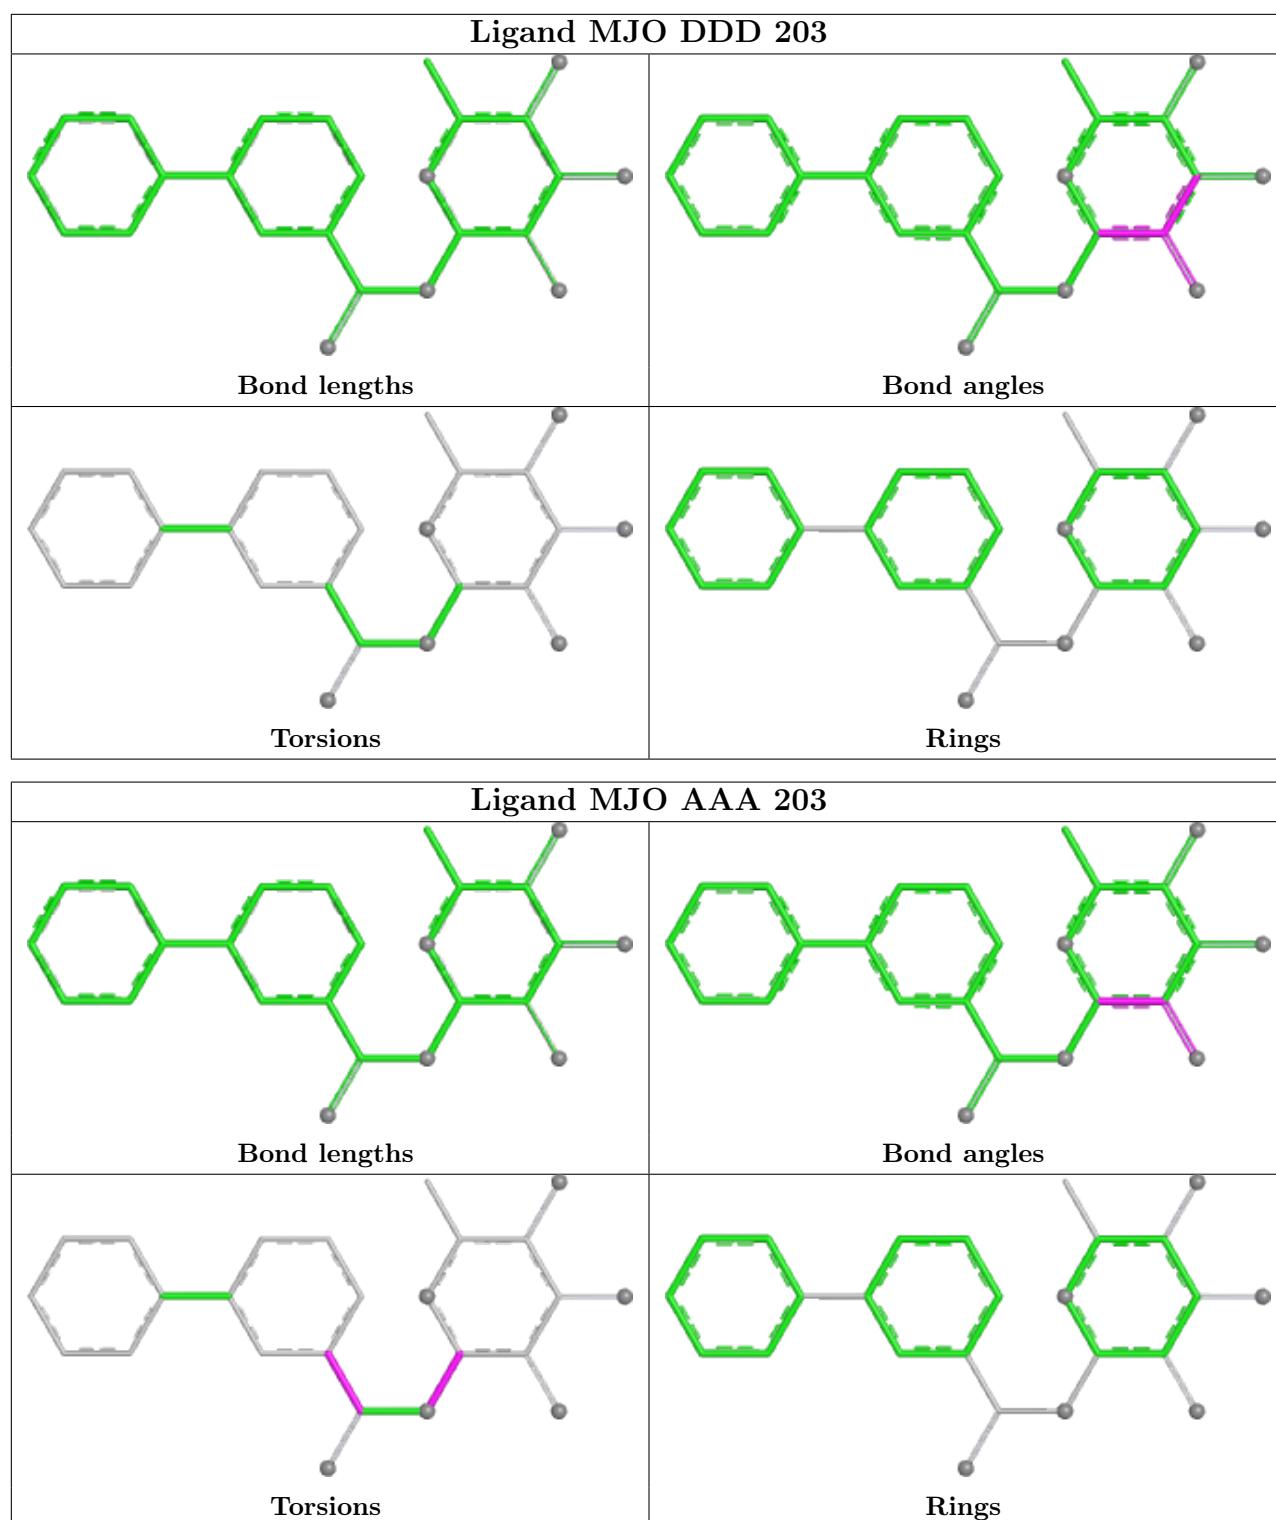 Ligand MJO DDD 203
Bond lengths
Bond angles
Torsions
Rings
Ligand MJO AAA 203
Bond lengths
Bond angles
Torsions
Rings